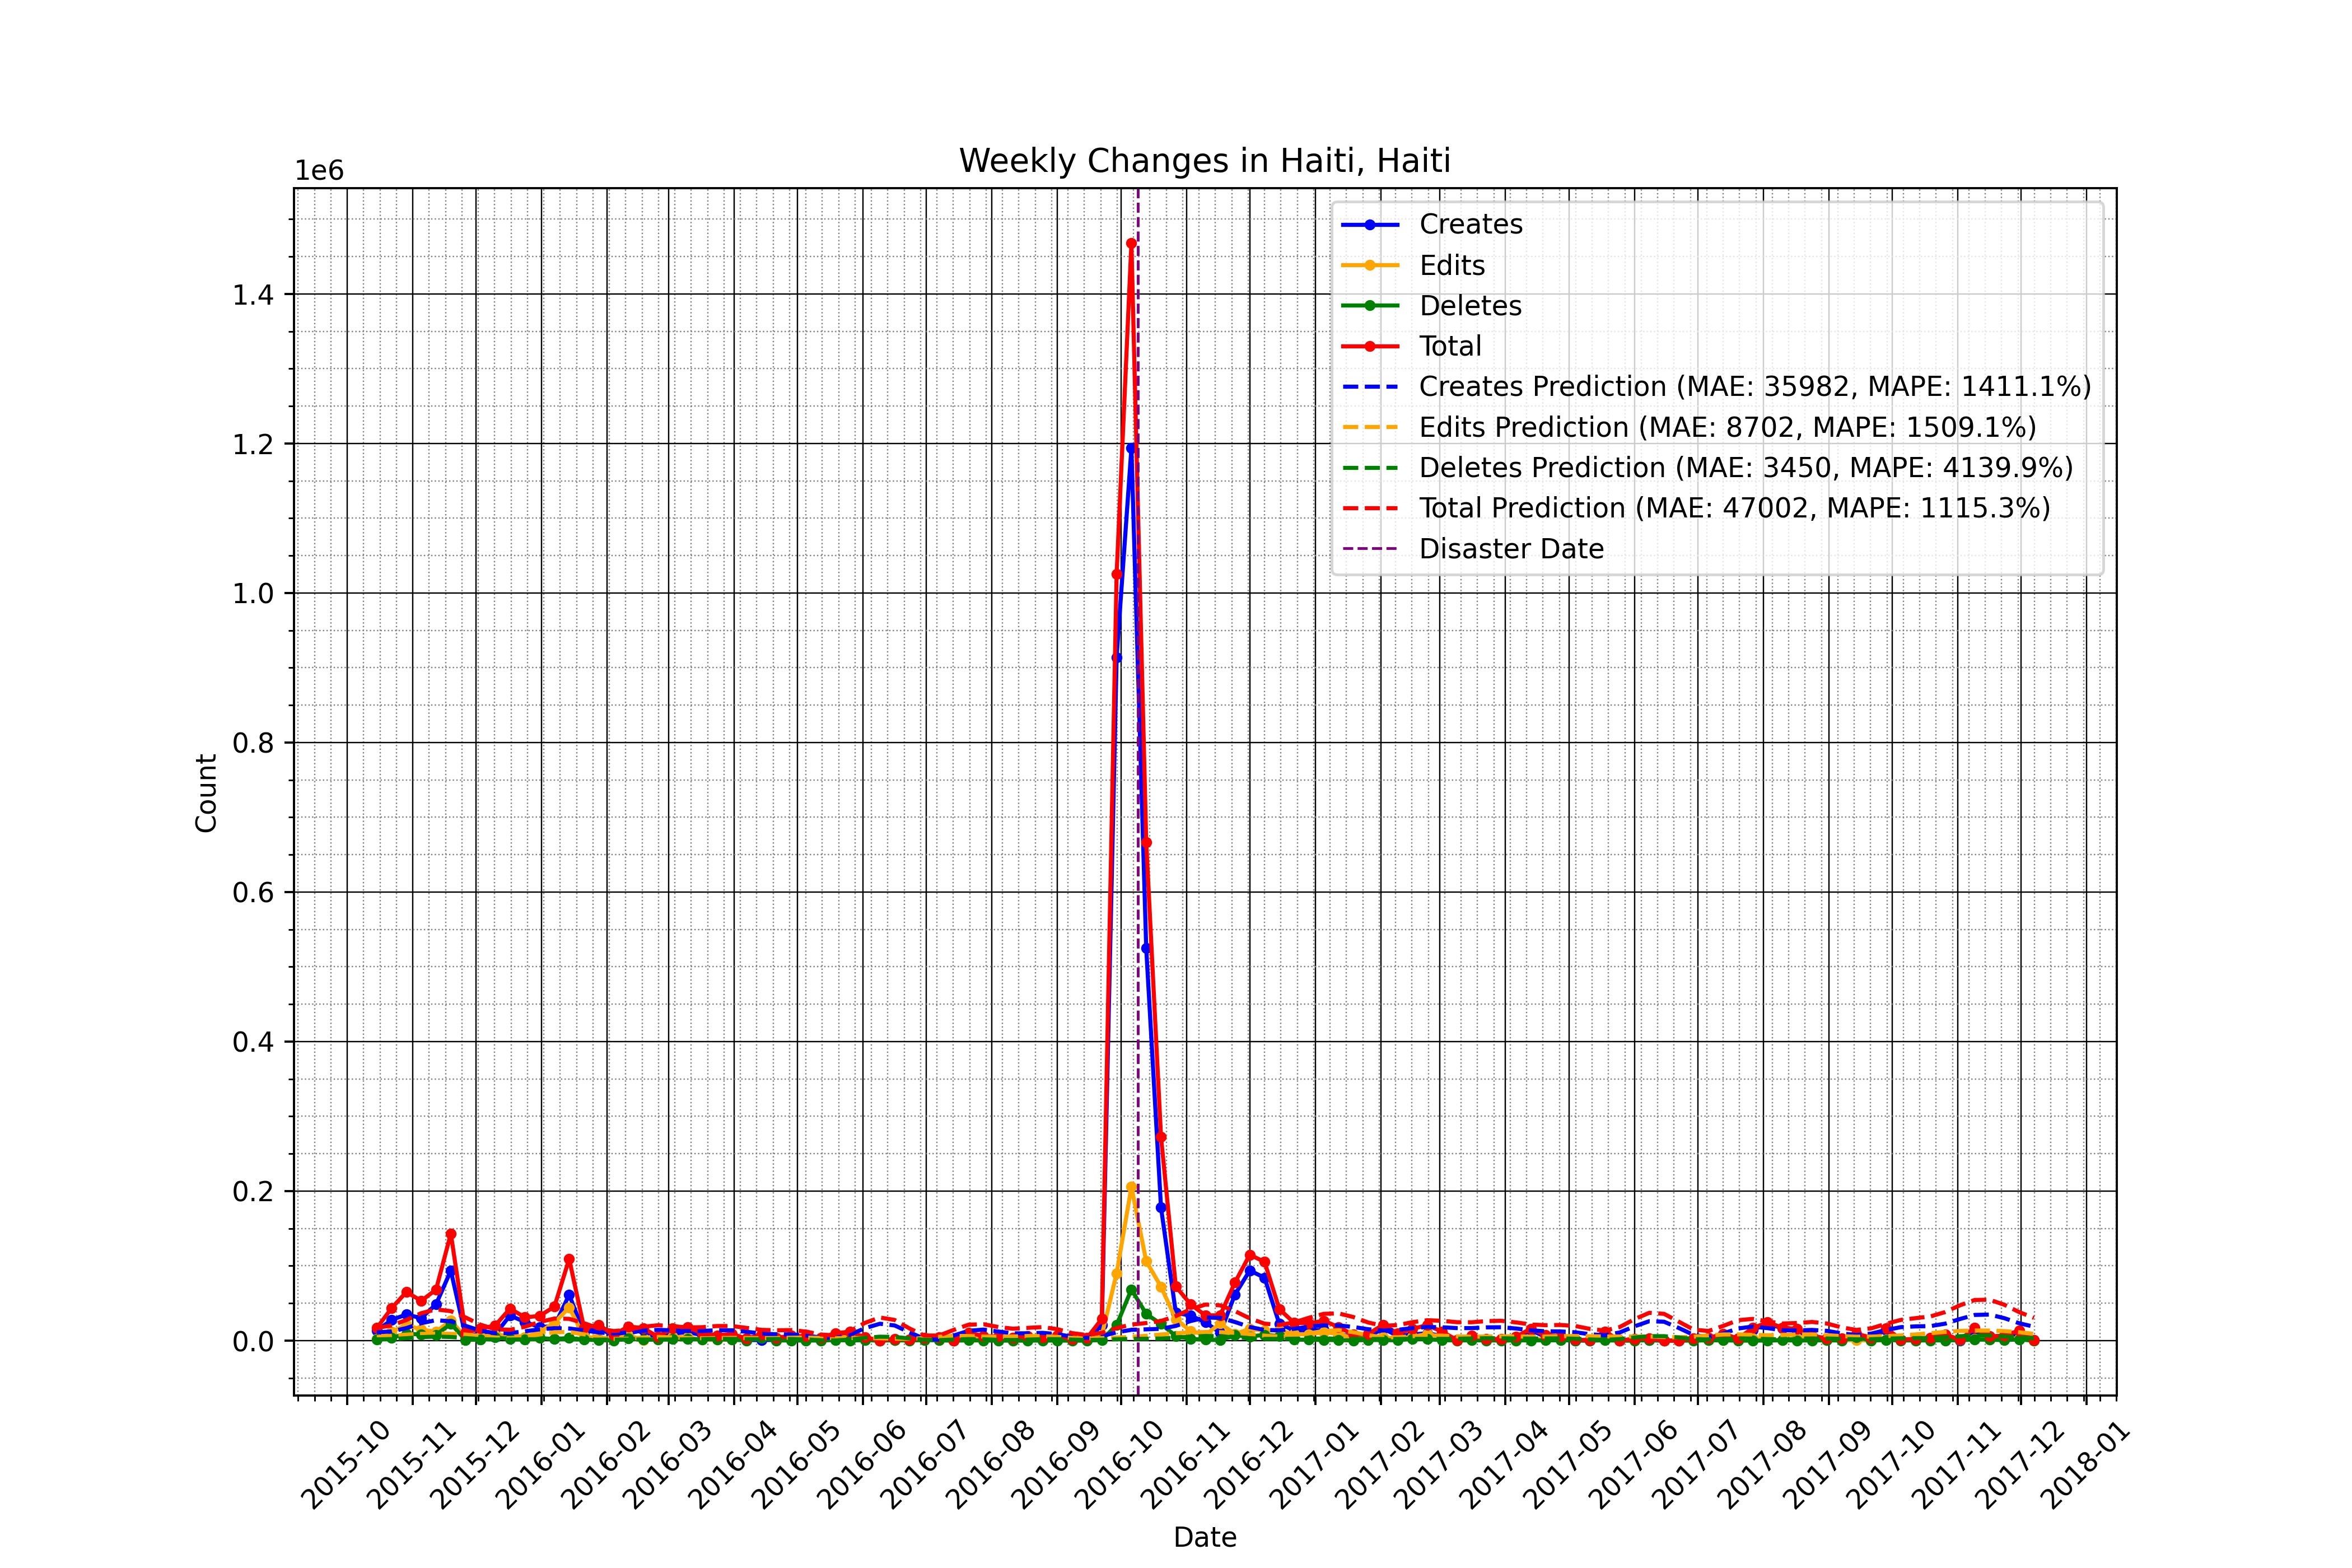 Weekly Changes in Haiti, Haiti
1e6
Creates
Edits
Deletes
Total
Creates Prediction (MAE: 35982, MAPE: 1411.1%)
Edits Prediction (MAE: 8702, MAPE: 1509.1%)
Deletes Prediction (MAE: 3450, MAPE: 4139.9%)
Total Prediction (MAE: 47002, MAPE: 1115.3%)
Disaster Date
1.4
1.2
1.0
0.8
0.6
0.4
0.2
0.0
Count
2015-10
2015-11
2015-12
2016-01
2016-02
2016-03
2016-04
2016-05
2016-06
2016-07
2016-08
2016-09
2016-10
2016-11
2016-12
2017-01
2017-02
2017-03
2017-04
2017-05
2017-06
2017-07
2017-08
2017-09
2017-10
2017-11
2017-12
2018-01
Date